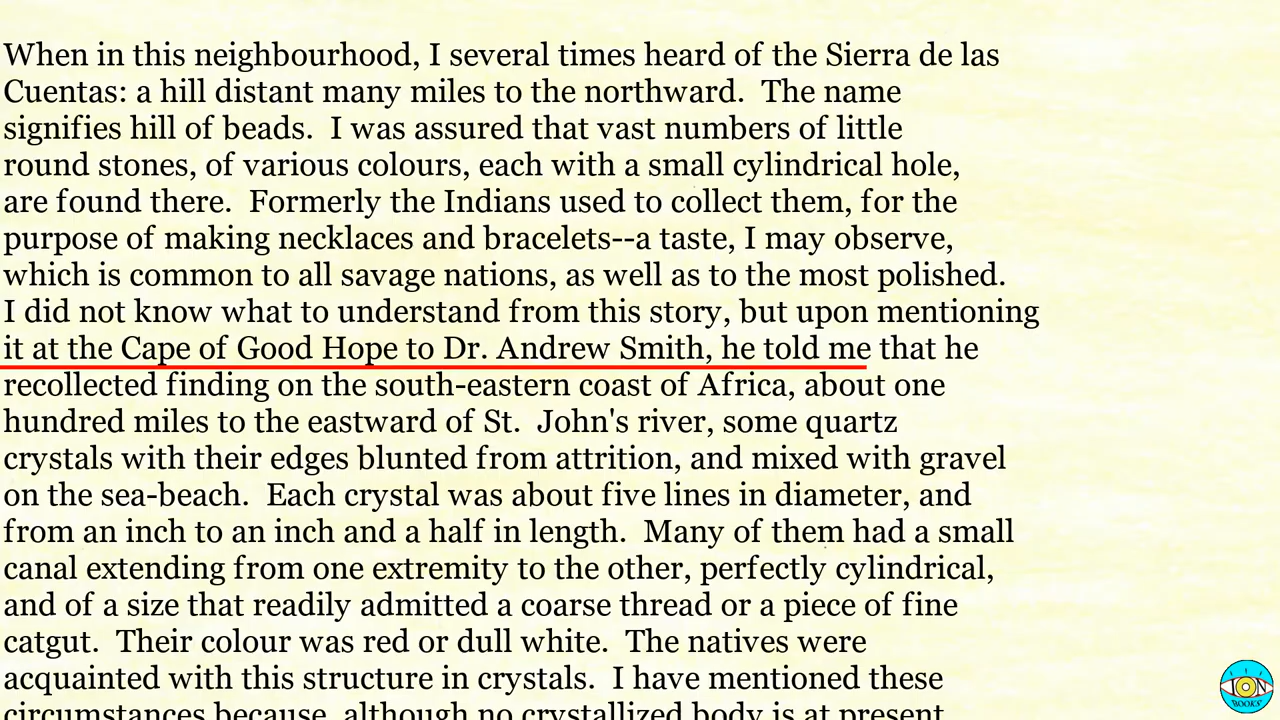 When in this neighbourhood, I several times heard of the Sierra de las
Cuentas: a hill distant many miles to the northward.  The name
signifies hill of beads.  I was assured that vast numbers of little
round stones, of various colours, each with a small cylindrical hole,
are found there.  Formerly the Indians used to collect them, for the
purpose of making necklaces and bracelets--a taste, I may observe,
which is common to all savage nations, as well as to the most polished.
I did not know what to understand from this story, but upon mentioning
it at the Cape of Good Hope to Dr. Andrew Smith, he told me that he
recollected finding on the south-eastern coast of Africa, about one
hundred miles to the eastward of St.  John's river, some quartz
crystals with their edges blunted from attrition, and mixed with gravel
on the sea-beach.  Each crystal was about five lines in diameter, and
from an inch to an inch and a half in length.  Many of them had a small
canal extending from one extremity to the other, perfectly cylindrical,
and of a size that readily admitted a coarse thread or a piece of fine
catgut.  Their colour was red or dull white.  The natives were
acquainted with this structure in crystals.  I have mentioned these
circumstances because, although no crystallized body is at present
ION
BOOKS